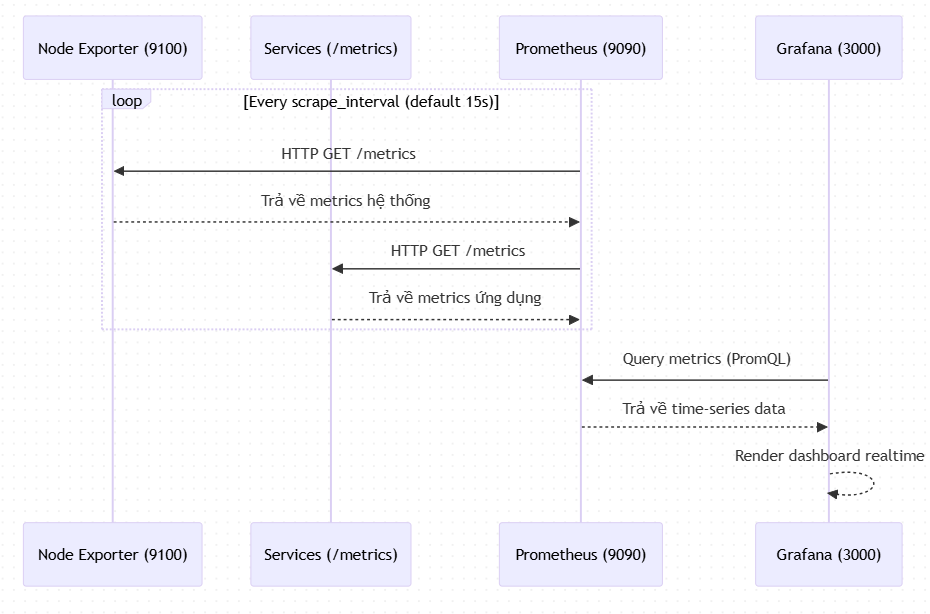 Node Exporter (9100)
Services (/metrics)
Prometheus (9090)
Grafana (3000)
loop
[Every scrape_interval (default 15s)]
HTTP GET /metrics
Trả về metrics hệ thống
HTTP GET /metrics
Trả về metrics ứng dụng
Query metrics (PromQL)
Trả về time-series data
Render dashboard realtime
Node Exporter (9100)
Services (/metrics)
Prometheus (9090)
Grafana (3000)